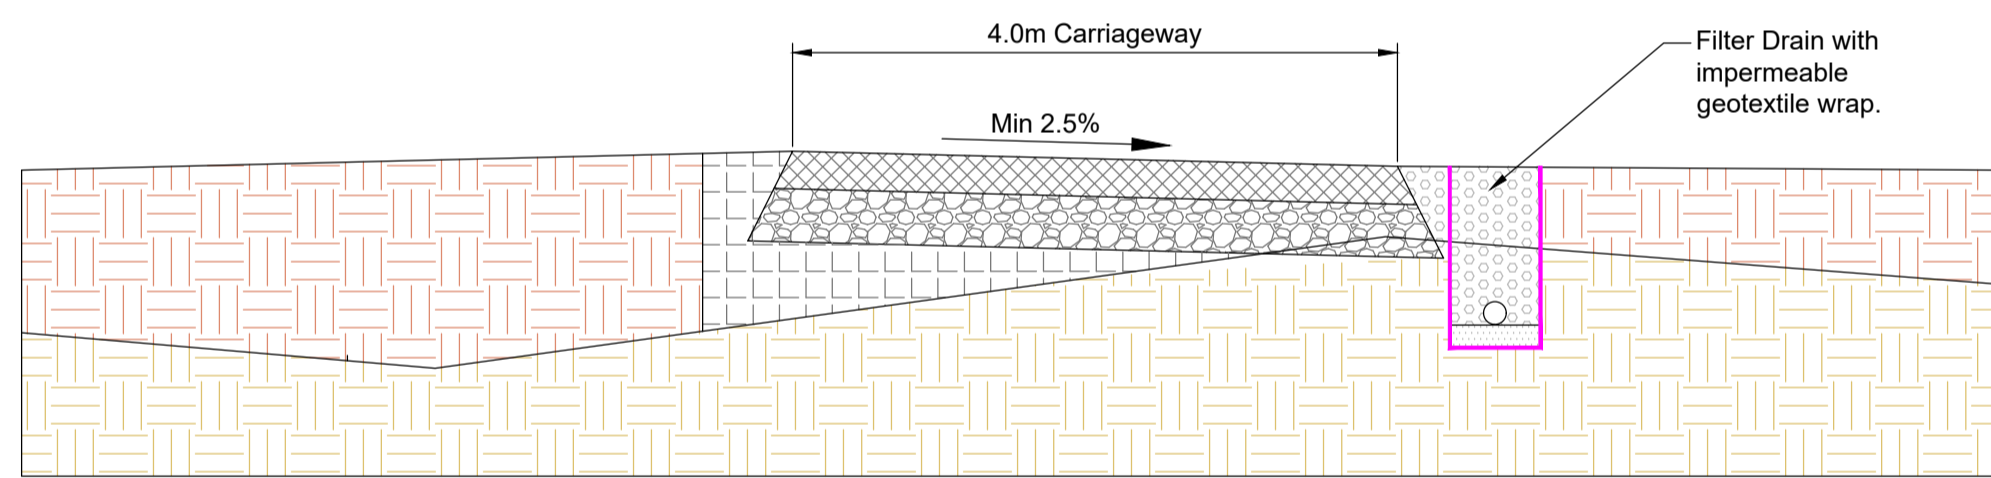 4.0m Carriageway
Min 2.5%
Filter Drain with
impermeable
geotextile wrap.